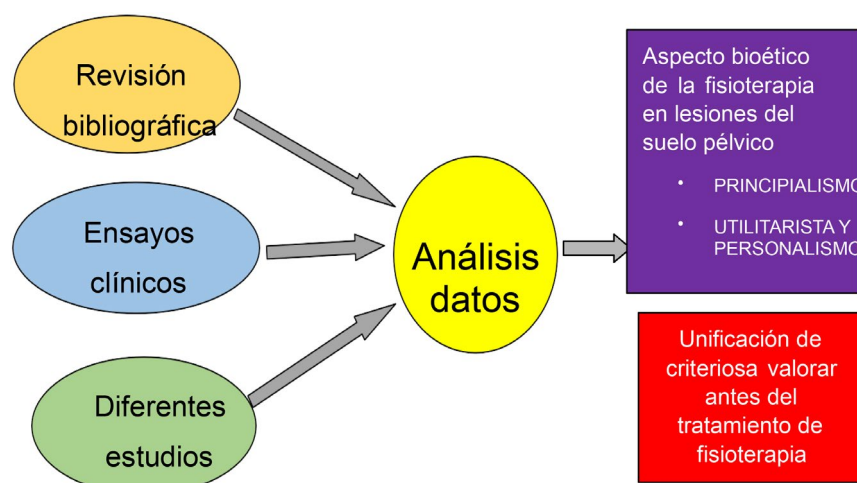 Revisión
bibliográfica
Ensayos
clínicos
Diferentes
estudios
Análisis
datos
Aspecto bioético
de la fisioterapia
en lesiones del
suelo pélvico
• PRINCIPIALISMO
• UTILITARISTA Y
PERSONALISMO
Unificación de
criteriosa valorar
antes del
tratamiento de
fisioterapia